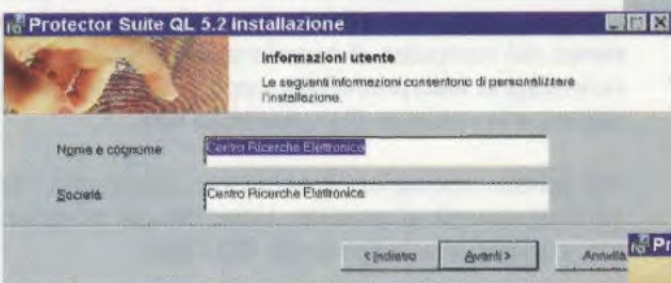 Protector Suite QL 5.2 Installazione
Informazioni utente
Le seguenti informazioni consentono di personalizzare
l'installazione.
Nome e cognome:
Centro Ricerche Elettronica
Società:
Centro Ricerche Elettronica
< Indietro
Avanti >
Annulla
Pr